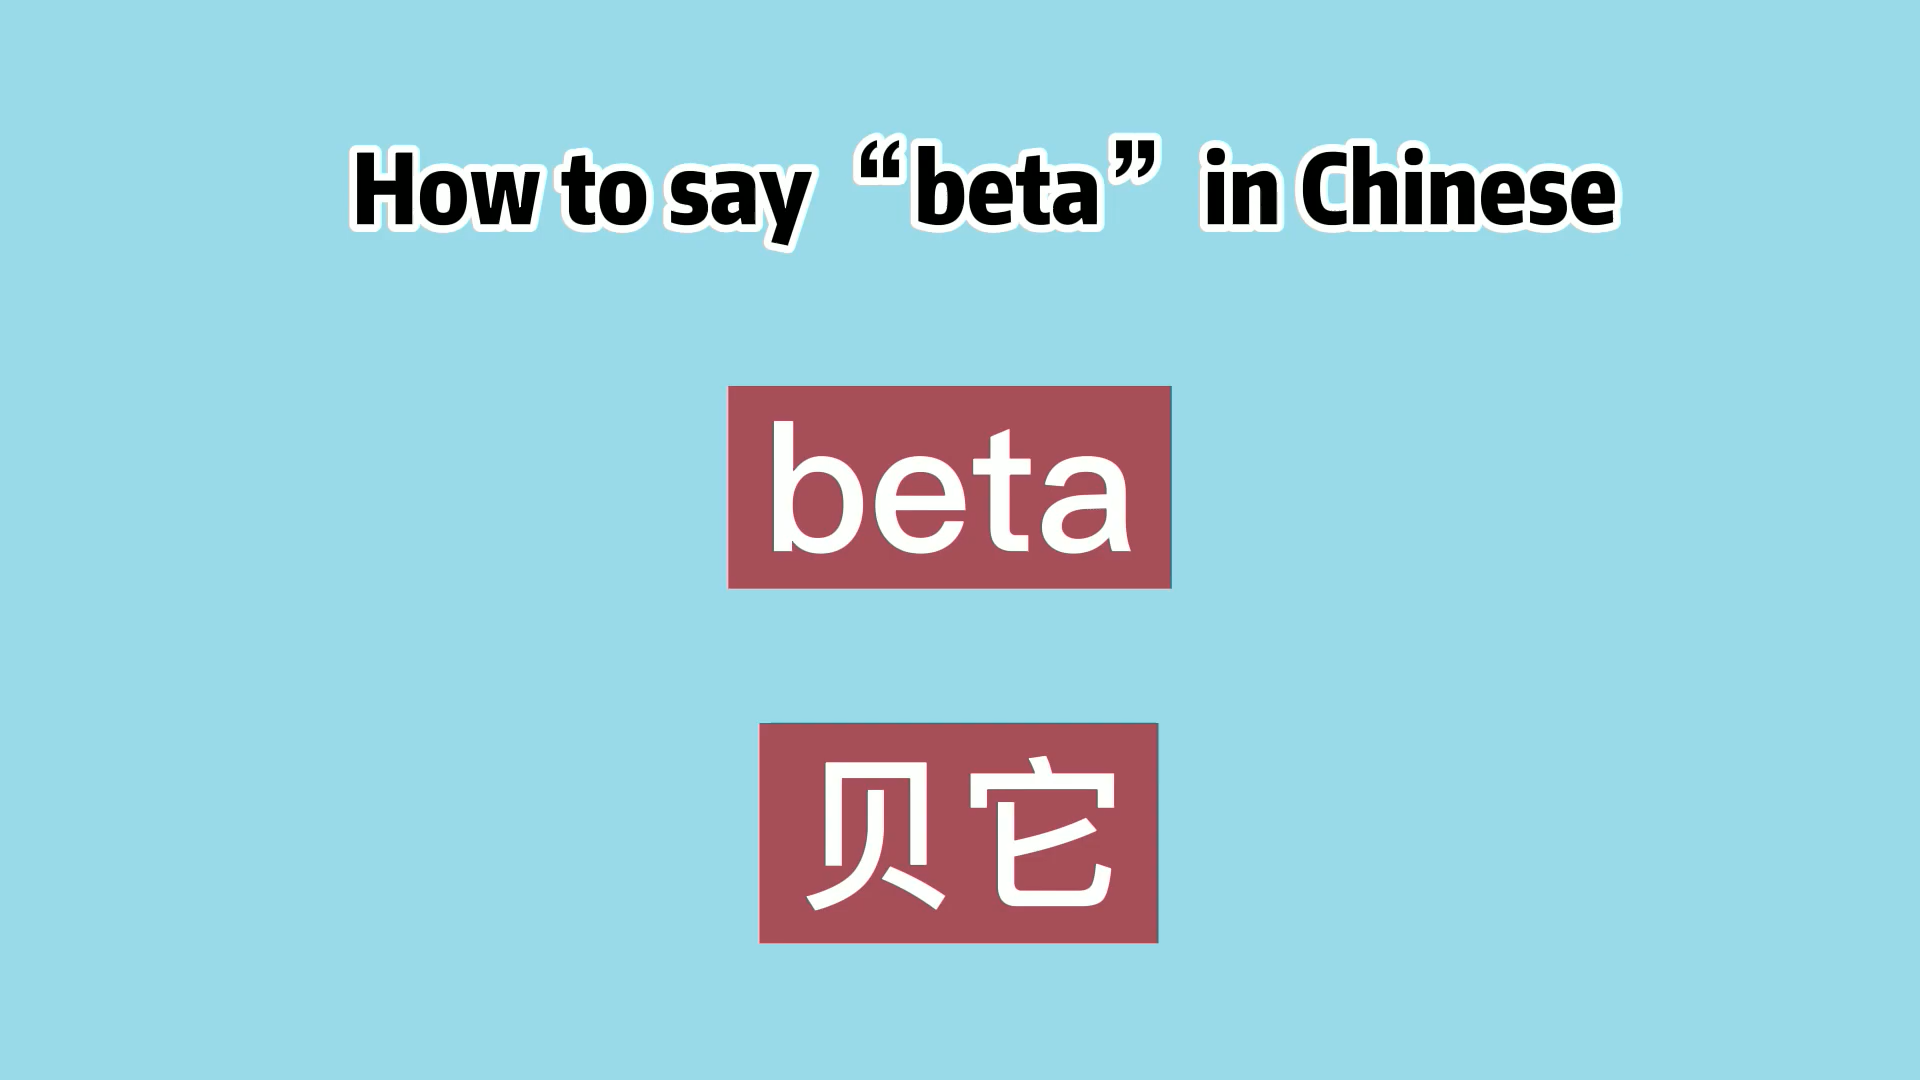 How to say “beta” in Chinese
beta
贝它